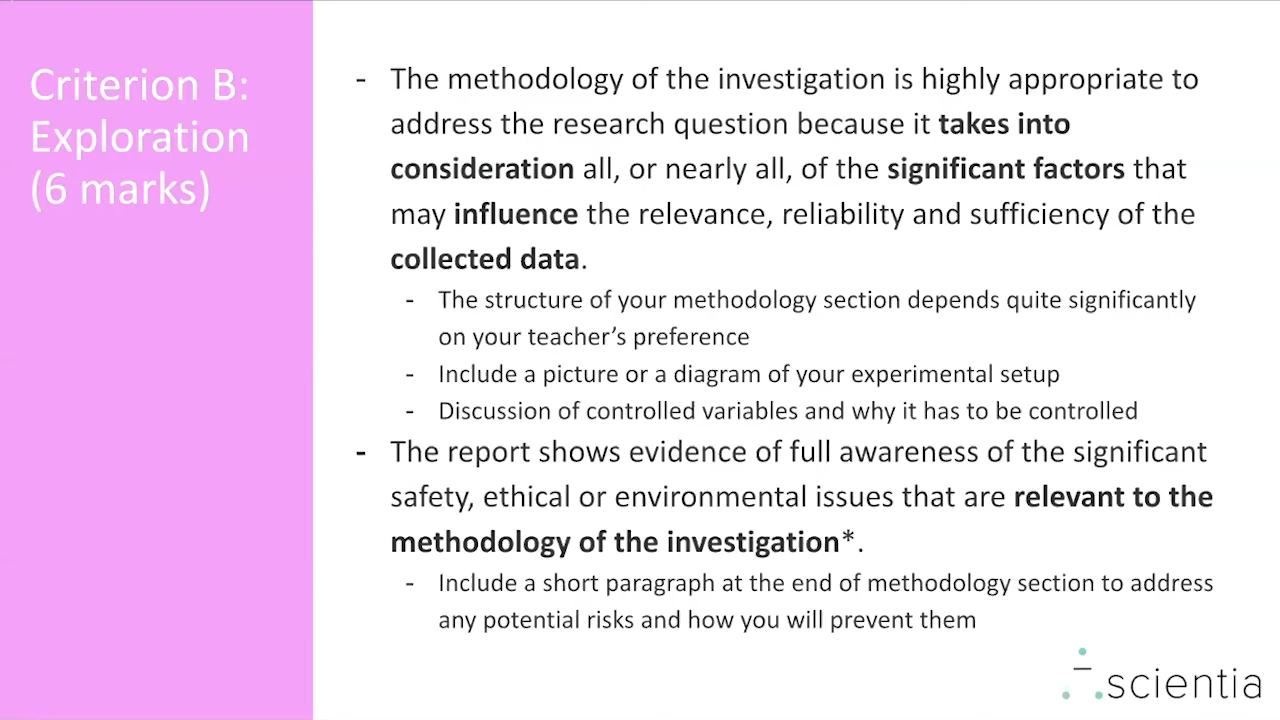 Criterion B:
Exploration
(6 marks)
- The methodology of the investigation is highly appropriate to
address the research question because it takes into
consideration all, or nearly all, of the significant factors that
may influence the relevance, reliability and sufficiency of the
collected data.
- The structure of your methodology section depends quite significantly
on your teacher’s preference
- Include a picture or a diagram of your experimental setup
- Discussion of controlled variables and why it has to be controlled
- The report shows evidence of full awareness of the significant
safety, ethical or environmental issues that are relevant to the
methodology of the investigation*.
- Include a short paragraph at the end of methodology section to address
any potential risks and how you will prevent them
scientia